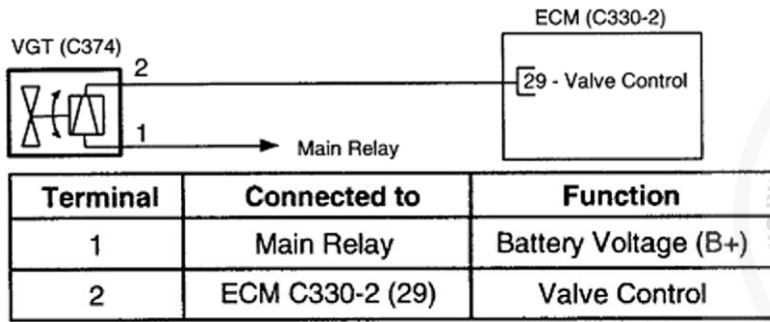 ECM (C330-2)
VGT (C374)
2
29 - Valve Control
1
Main Relay
Terminal Connected to Function
1 Main Relay Battery Voltage (B+)
2 ECM C330-2 (29) Valve Control